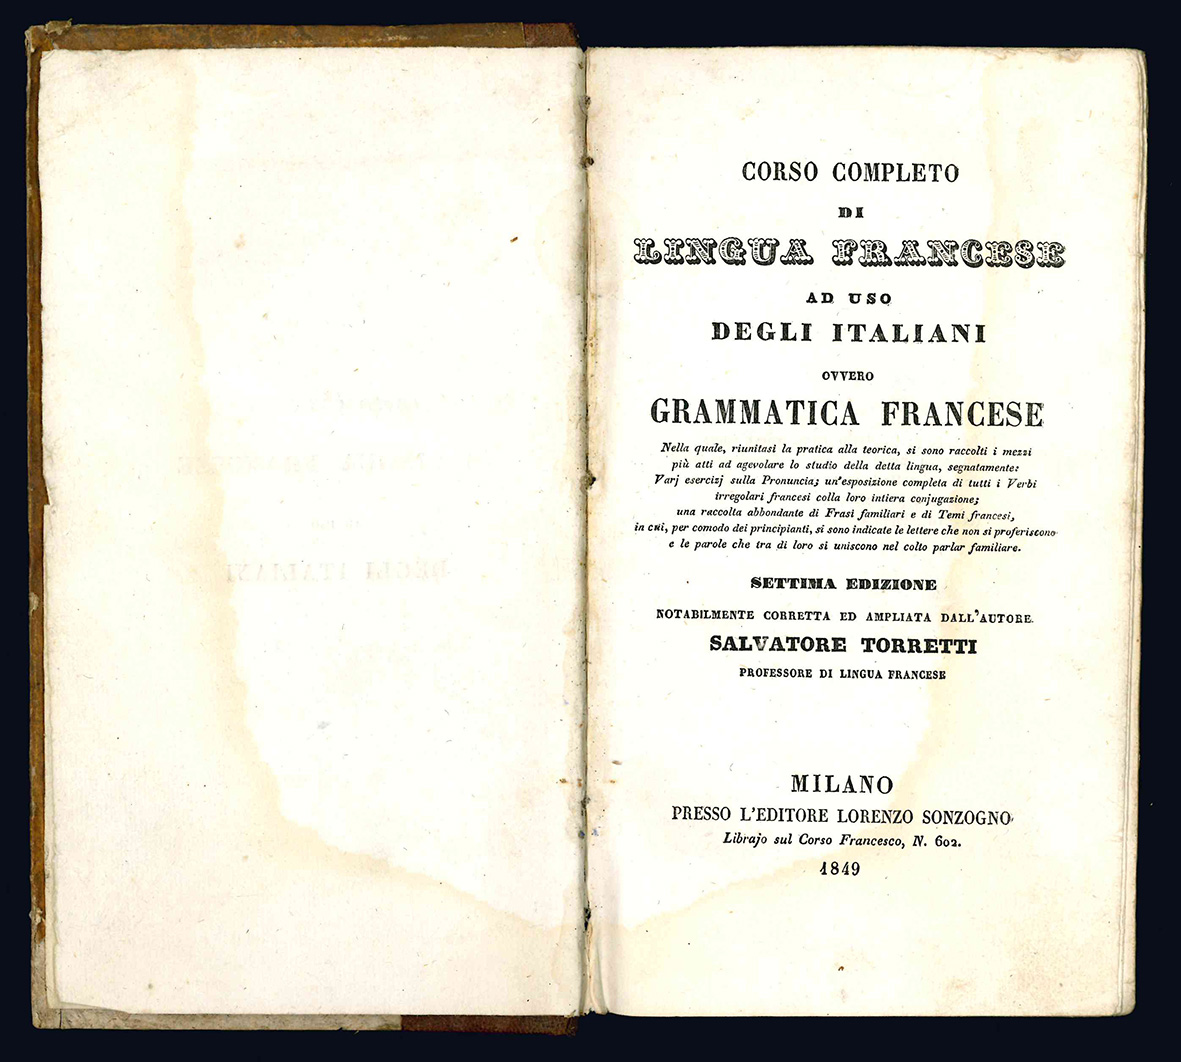 CORSO COMPLETO
DI
LINGUA FRANCESE
AD USO
DEGLI ITALIANI
OVVERO
GRAMMATICA FRANCESE
Nella quale, riunitasi la pratica alla teorica, si sono raccolti i mezzi
più atti ad agevolare lo studio della detta lingua, segnatamente:
Varj esercizj sulla Pronuncia; un'esposizione completa di tutti i Verbi
irregolari francesi colla loro intiera conjugazione;
una raccolta abbondante di Frasi familiari e di Temi francesi,
in cui, per comodo dei principianti, si sono indicate le lettere che non si proferiscono
e le parole che tra di loro si uniscono nel colto parlar familiare.
SETTIMA EDIZIONE
NOTABILMENTE CORRETTA ED AMPLIATA DALL'AUTORE
SALVATORE TORRETTI
PROFESSORE DI LINGUA FRANCESE
MILANO
PRESSO L'EDITORE LORENZO SONZOGNO
Librajo sul Corso Francesco, N. 602.
1849